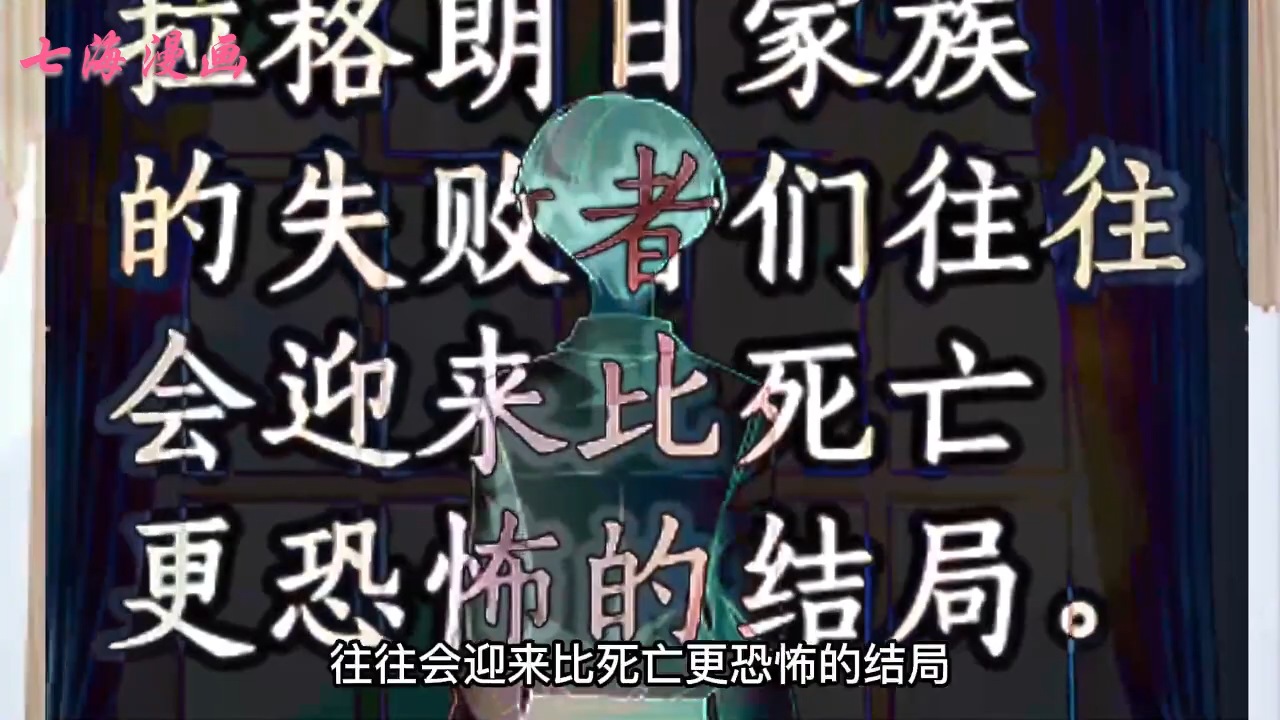 七海漫画
拉格朗日家族
的失败者们往往
会迎来比死亡
更恐怖的结局。
往往会迎来比死亡更恐怖的结局